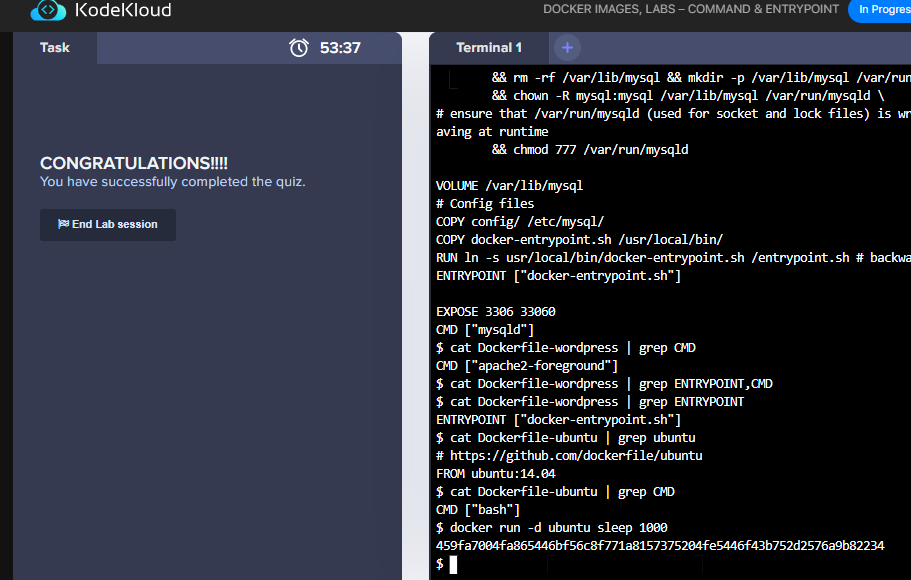 KodeKloud
DOCKER IMAGES, LABS – COMMAND & ENTRYPOINT
In Progres
Task
53:37
CONGRATULATIONS!!!!
You have successfully completed the quiz.
End Lab session
Terminal 1
+
&& rm -rf /var/lib/mysql && mkdir -p /var/lib/mysql /var/run
&& chown -R mysql:mysql /var/lib/mysql /var/run/mysqld \
# ensure that /var/run/mysqld (used for socket and lock files) is wr
aving at runtime
&& chmod 777 /var/run/mysqld
VOLUME /var/lib/mysql
# Config files
COPY config/ /etc/mysql/
COPY docker-entrypoint.sh /usr/local/bin/
RUN ln -s usr/local/bin/docker-entrypoint.sh /entrypoint.sh # backwa
ENTRYPOINT ["docker-entrypoint.sh"]
EXPOSE 3306 33060
CMD ["mysqld"]
$ cat Dockerfile-wordpress | grep CMD
CMD ["apache2-foreground"]
$ cat Dockerfile-wordpress | grep ENTRYPOINT,CMD
$ cat Dockerfile-wordpress | grep ENTRYPOINT
ENTRYPOINT ["docker-entrypoint.sh"]
$ cat Dockerfile-ubuntu | grep ubuntu
# https://github.com/dockerfile/ubuntu
FROM ubuntu:14.04
$ cat Dockerfile-ubuntu | grep CMD
CMD ["bash"]
$ docker run -d ubuntu sleep 1000
459fa7004fa865446bf56c8f771a8157375204fe5446f43b752d2576a9b82234
$